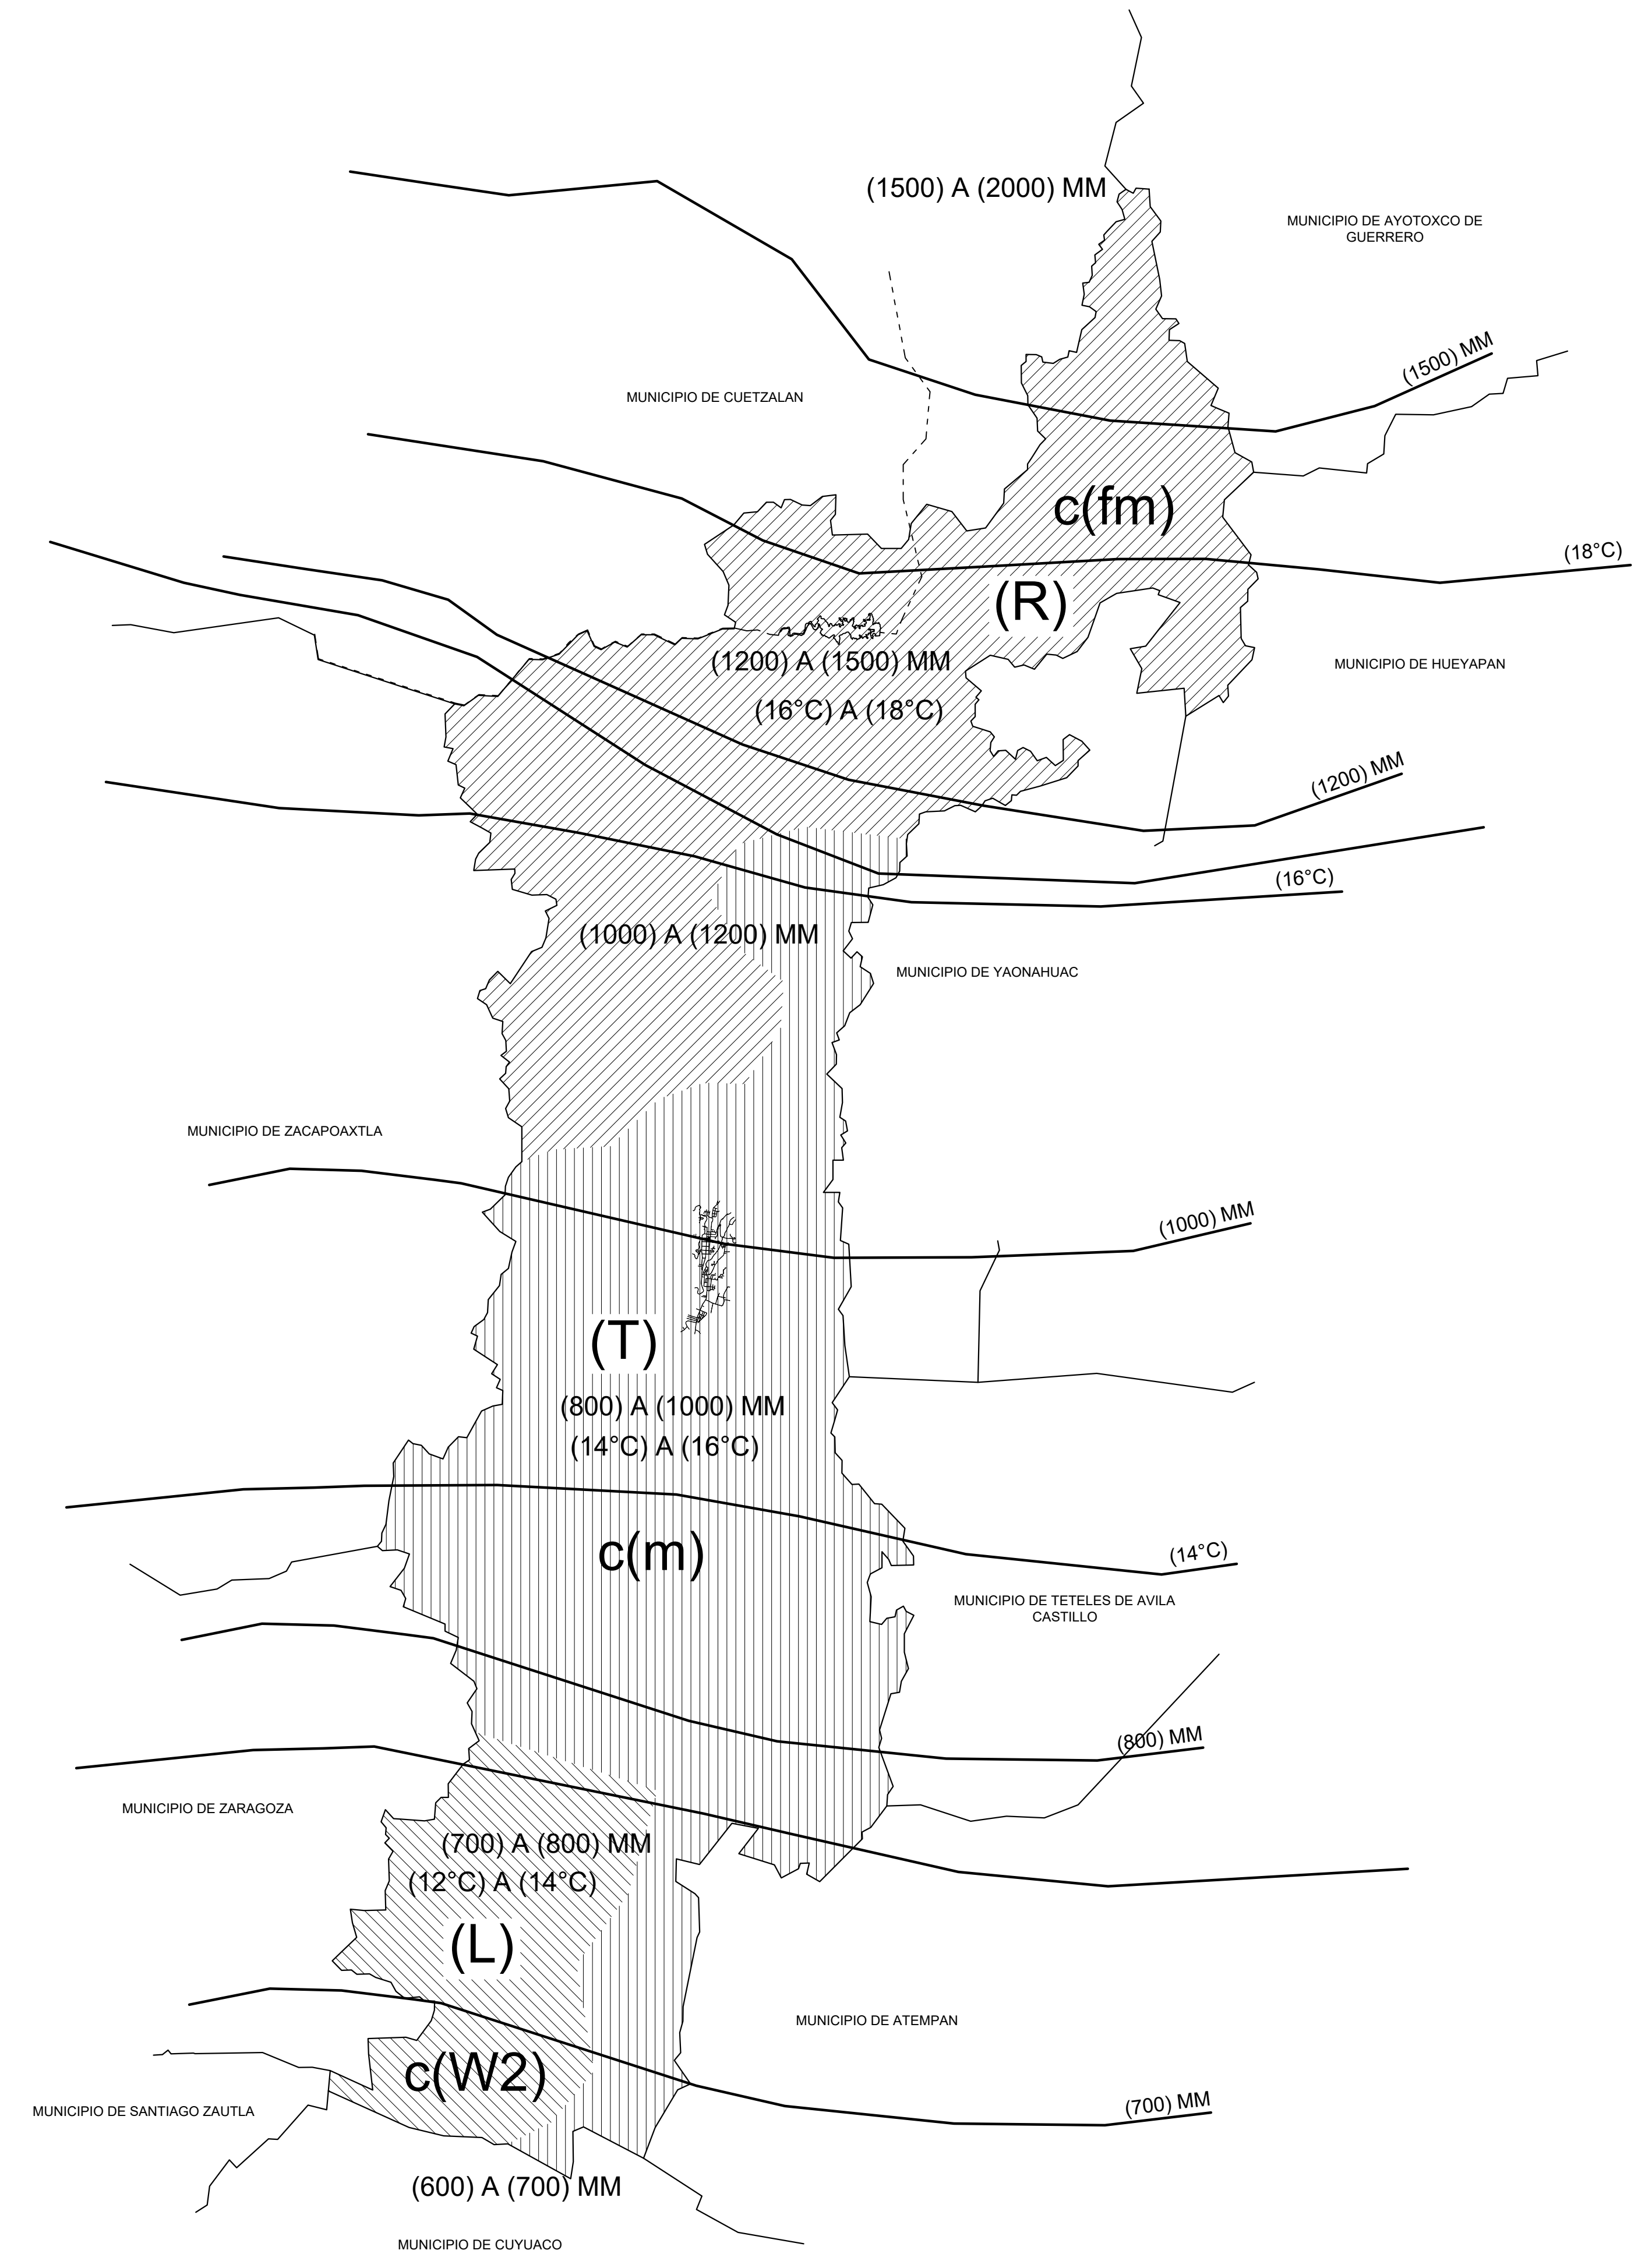 (1500) A (2000) MM
MUNICIPIO DE AYOTOXCO DE
GUERRERO
(1500) MM
MUNICIPIO DE CUETZALAN
c(fm)
(18°C)
(R)
(1200) A (1500) MM
MUNICIPIO DE HUEYAPAN
(16°C) A (18°C)
(1200) MM
(16°C)
(1000) A (1200) MM
MUNICIPIO DE YAONAHUAC
MUNICIPIO DE ZACAPOAXTLA
(1000) MM
(T)
(800) A (1000) MM
(14°C) A (16°C)
c(m)
(14°C)
MUNICIPIO DE TETELES DE AVILA
CASTILLO
(800) MM
MUNICIPIO DE ZARAGOZA
(700) A (800) MM
(12°C) A (14°C)
(L)
MUNICIPIO DE ATEMPAN
c(W2)
(700) MM
MUNICIPIO DE SANTIAGO ZAUTLA
(600) A (700) MM
MUNICIPIO DE CUYUACO